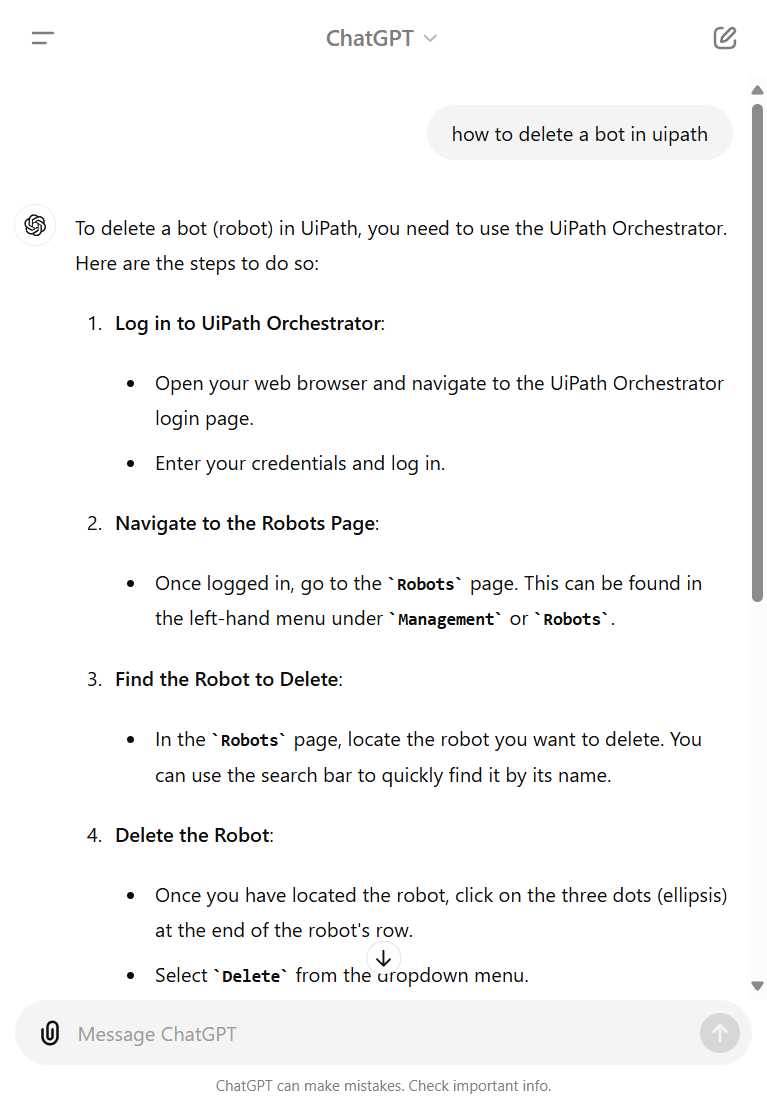 ChatGPT
how to delete a bot in uipath
To delete a bot (robot) in UiPath, you need to use the UiPath Orchestrator.
Here are the steps to do so:
1. Log in to UiPath Orchestrator:
• Open your web browser and navigate to the UiPath Orchestrator
login page.
• Enter your credentials and log in.
2. Navigate to the Robots Page:
• Once logged in, go to the `Robots` page. This can be found in
the left-hand menu under `Management` or `Robots`.
3. Find the Robot to Delete:
• In the `Robots` page, locate the robot you want to delete. You
can use the search bar to quickly find it by its name.
4. Delete the Robot:
• Once you have located the robot, click on the three dots (ellipsis)
at the end of the robot's row.
• Select `Delete` from the dropdown menu.
Message ChatGPT
ChatGPT can make mistakes. Check important info.